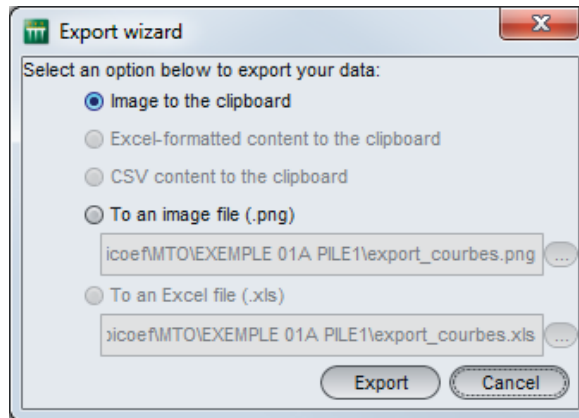 Export wizard
Select an option below to export your data:
Image to the clipboard
Excel-formatted content to the clipboard
CSV content to the clipboard
To an image file (.png)
icoef\MTO\EXEMPLE 01A PILE1\export_courbes.png ...
To an Excel file (.xls)
oicoef\MTO\EXEMPLE 01A PILE1\export_courbes.xls ...
Export Cancel